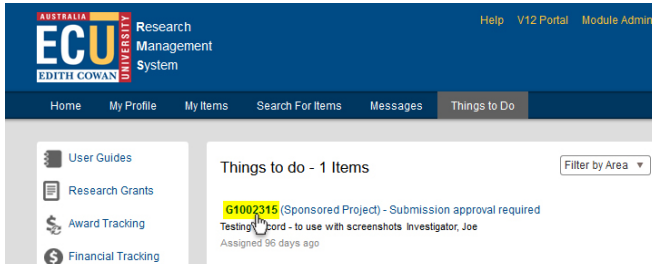 AUSTRALIA
ECU
EDITH COWAN
UNIVERSITY
Research
Management
System
Help V12 Portal Module Admin
Home My Profile My Items Search For Items Messages Things to Do
User Guides
Research Grants
Award Tracking
Financial Tracking
Things to do - 1 Items
Filter by Area
G1002315 (Sponsored Project) - Submission approval required
Testing record - to use with screenshots Investigator, Joe
Assigned 96 days ago